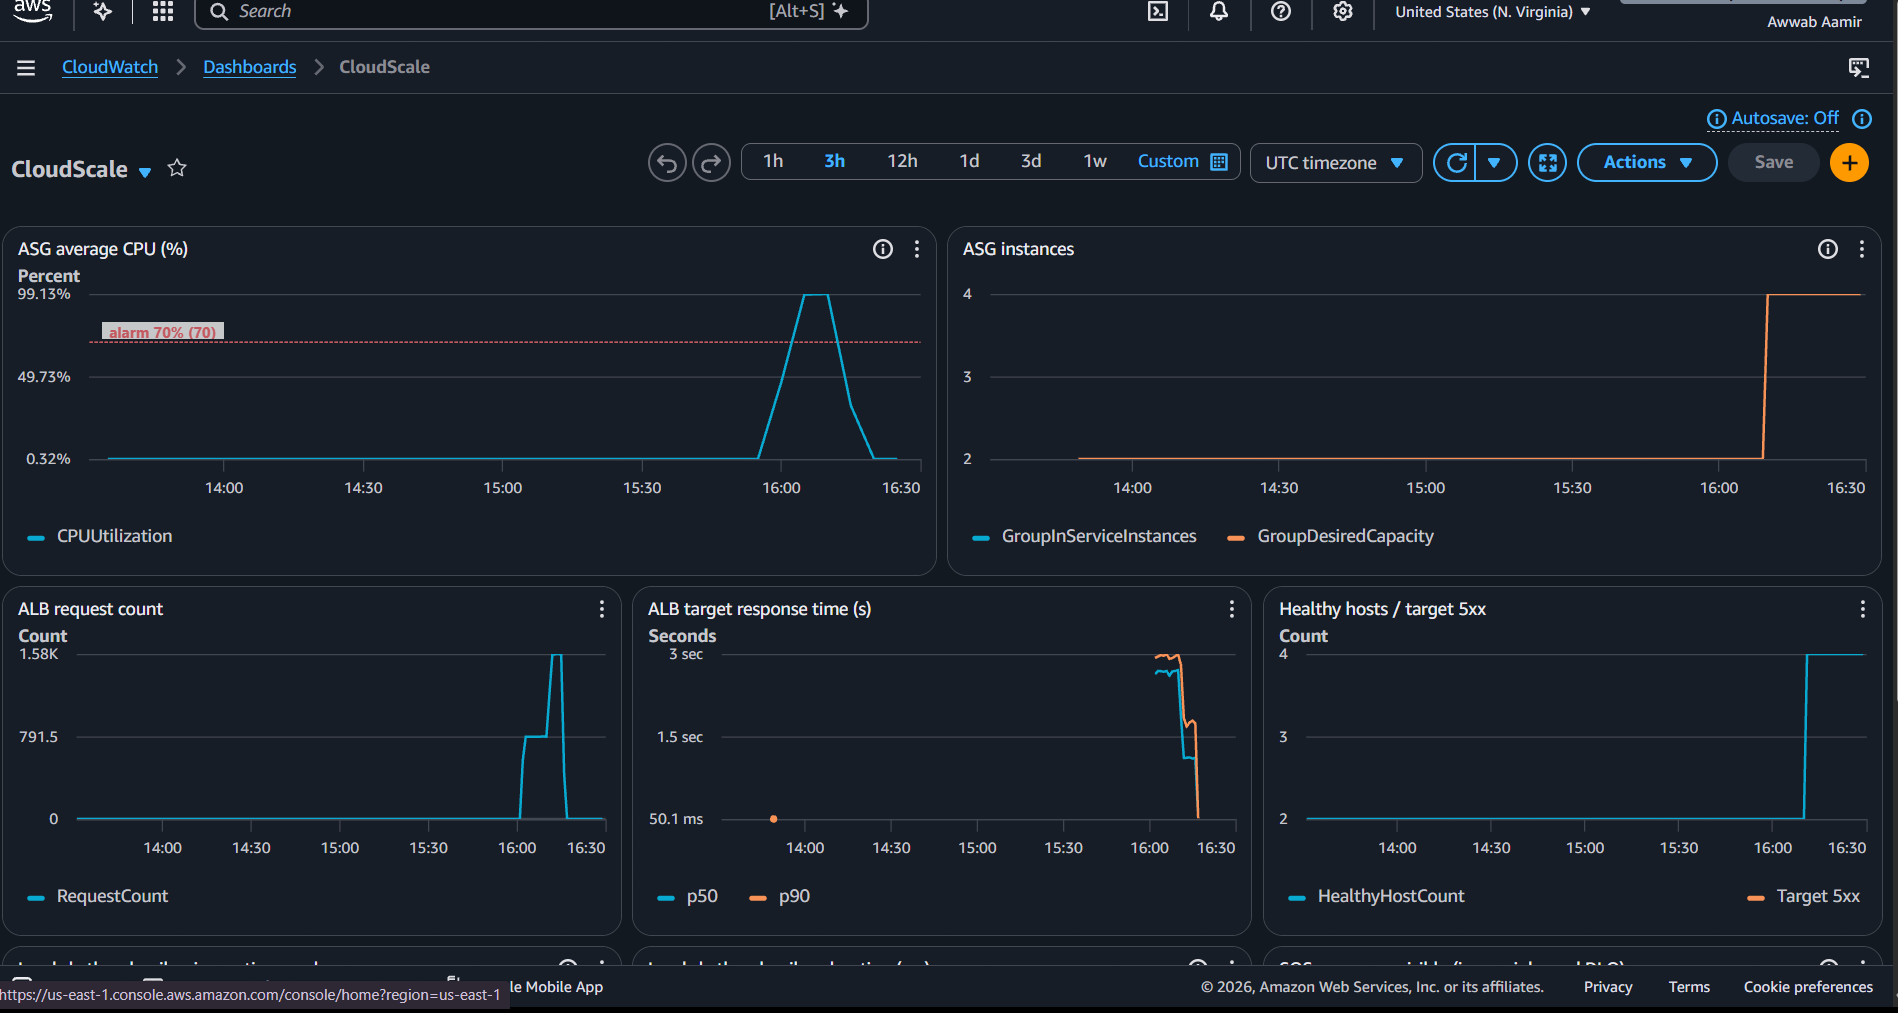 aws
Search [Alt+S]
United States (N. Virginia)
Awwab Aamir
CloudWatch
Dashboards
CloudScale
Autosave: Off
CloudScale
1h 3h 12h 1d 3d 1w Custom
UTC timezone
Actions
Save
ASG average CPU (%)
Percent
99.13%
alarm 70% (70)
49.73%
0.32%
14:00 14:30 15:00 15:30 16:00 16:30
CPUUtilization
ASG instances
4
3
2
14:00 14:30 15:00 15:30 16:00 16:30
GroupInServiceInstances GroupDesiredCapacity
ALB request count
Count
1.58K
791.5
0
14:00 14:30 15:00 15:30 16:00 16:30
RequestCount
ALB target response time (s)
Seconds
3 sec
1.5 sec
50.1 ms
14:00 14:30 15:00 15:30 16:00 16:30
p50 p90
Healthy hosts / target 5xx
Count
4
3
2
14:00 14:30 15:00 15:30 16:00 16:30
HealthyHostCount Target 5xx
https://us-east-1.console.aws.amazon.com/console/home?region=us-east-1
le Mobile App
© 2026, Amazon Web Services, Inc. or its affiliates.
Privacy
Terms
Cookie preferences